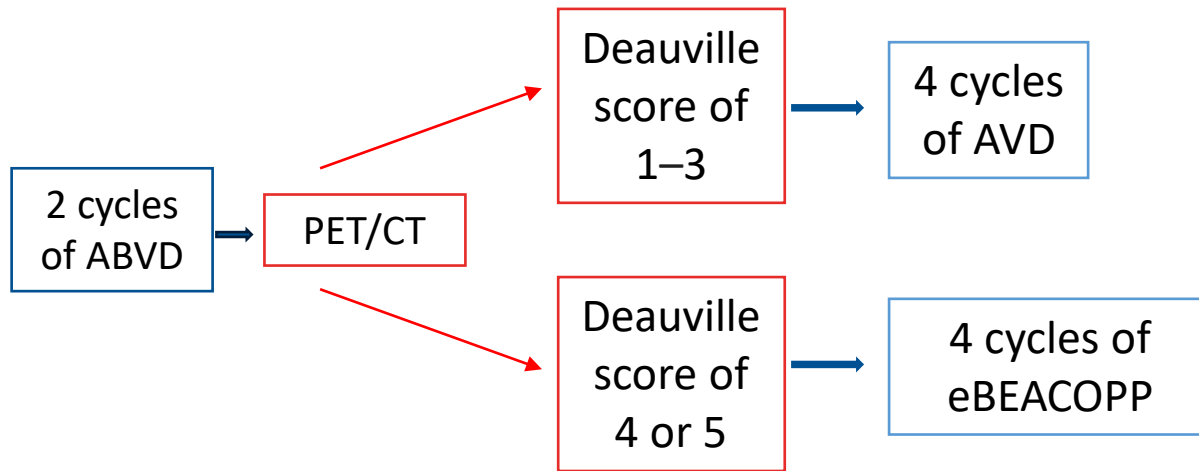 2 cycles
of ABVD
PET/CT
Deauville
score of
1–3
4 cycles
of AVD
Deauville
score of
4 or 5
4 cycles of
eBEACOPP